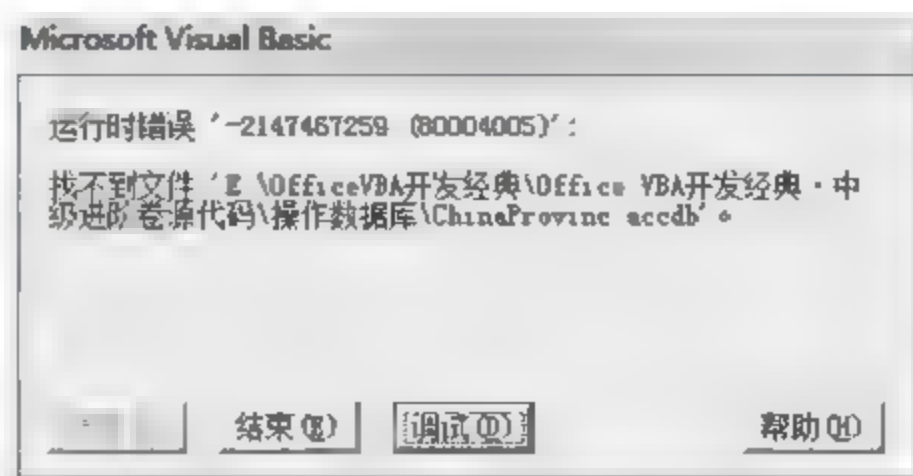 Microsoft Visual Basic
运行时错误 '-2147467259 (80004005)':
找不到文件 'E \OfficeVBA开发经典\Office VBA开发经典·中
级进阶卷源代码\操作数据库\ChinaProvinc accdb'。
结束(E) 调试(D) 帮助(H)